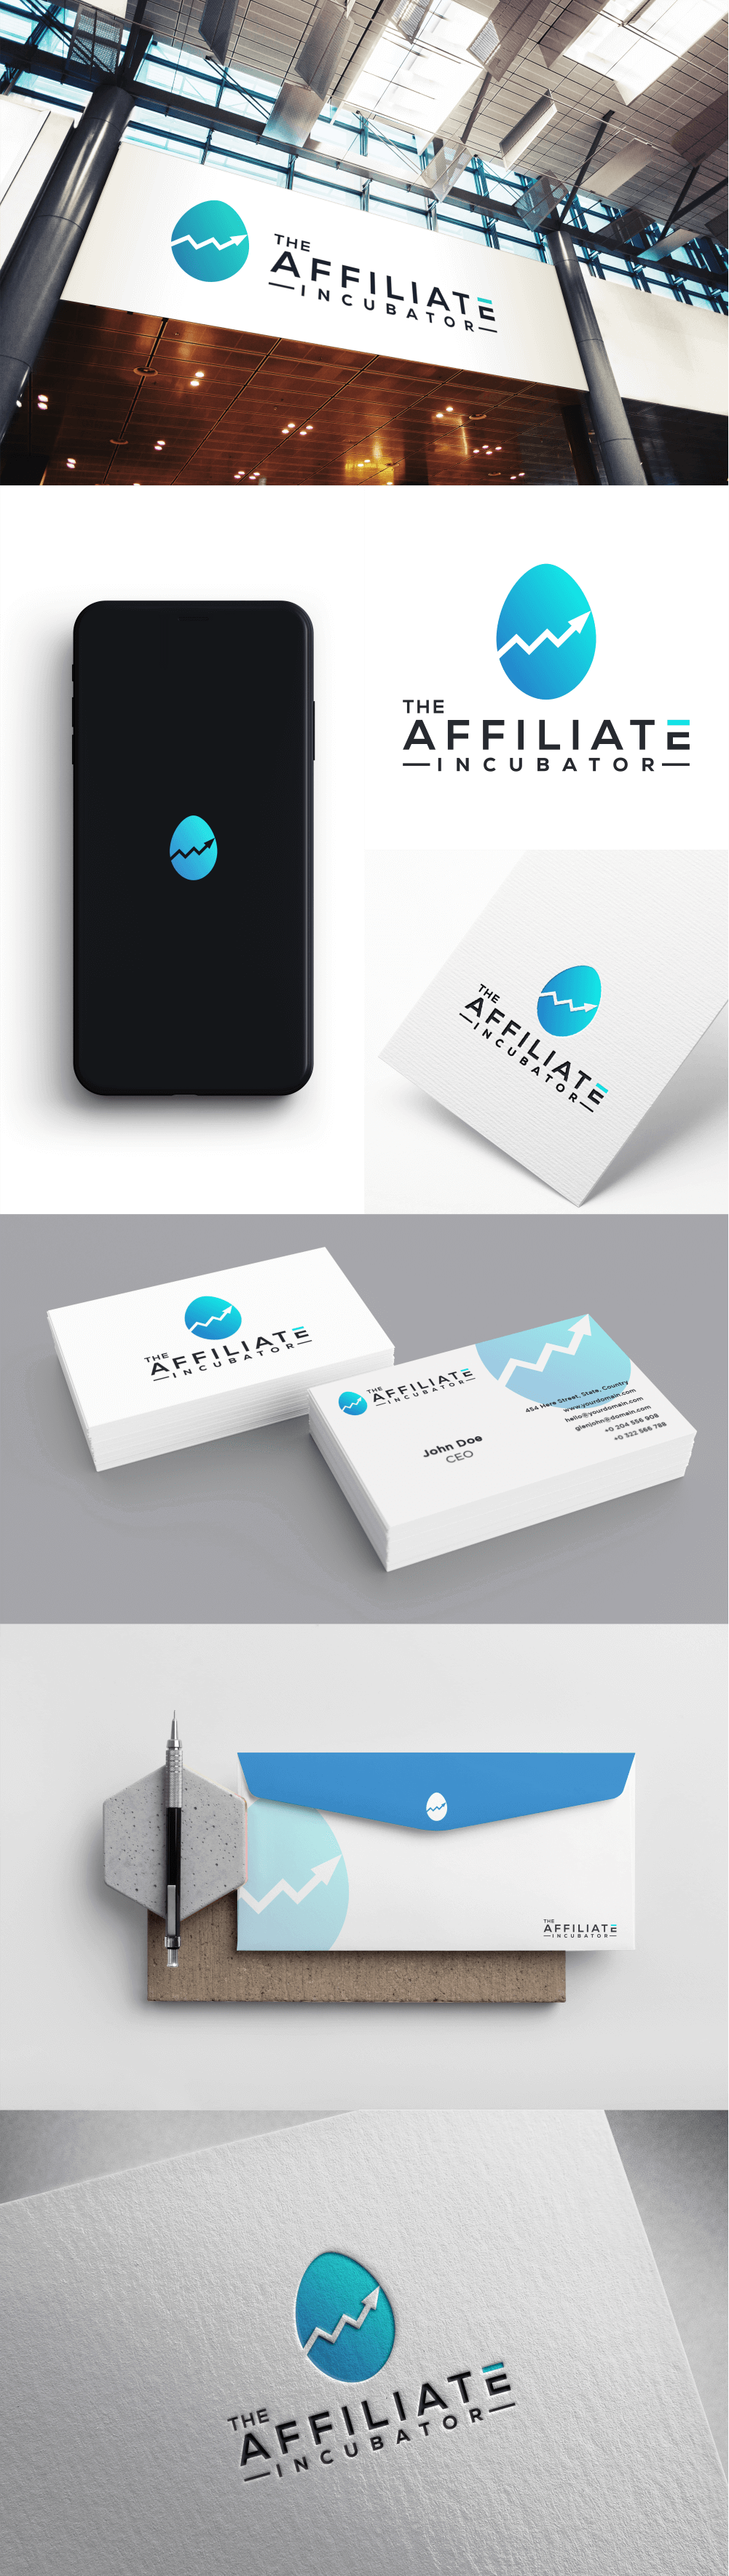 THE
AFFILIATE
INCUBATOR
THE
AFFILIATE
INCUBATOR
THE
AFFILIATE
INCUBATOR
THE
AFFILIATE
INCUBATOR
THE
AFFILIATE
INCUBATOR
454 Here Street, State, Country
www.yourdomain.com
hello@yourdomain.com
glenjohn@domain.com
+0 204 556 908
+0 322 566 788
John Doe
CEO
THE
AFFILIATE
INCUBATOR
THE
AFFILIATE
INCUBATOR